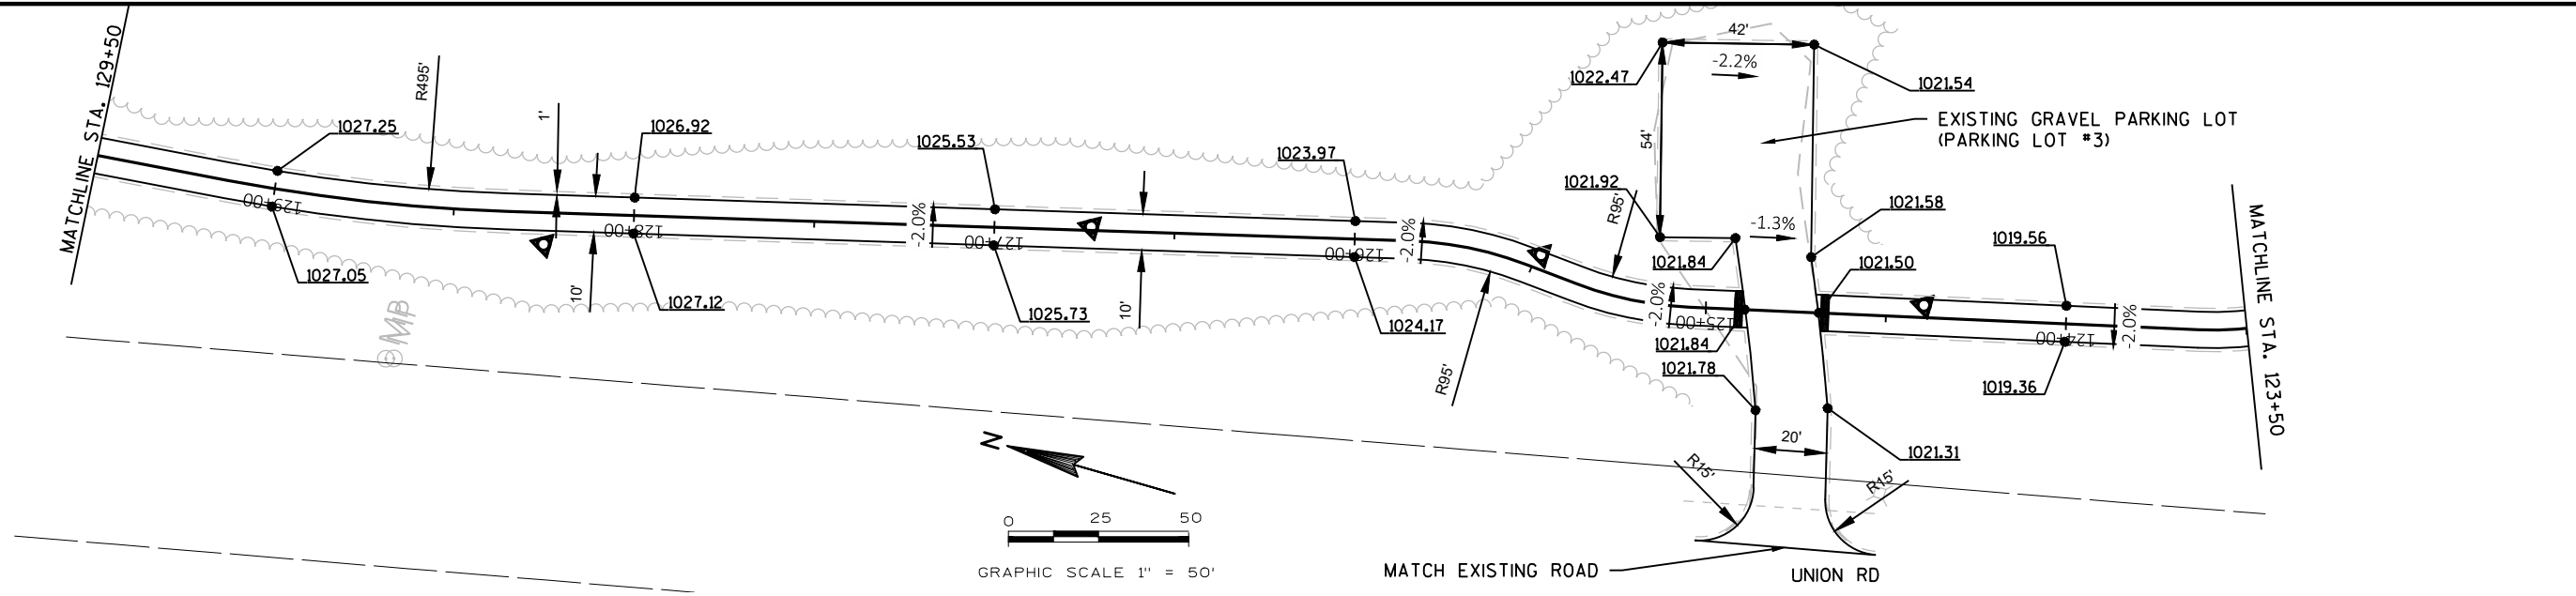 MATCHLINE STA. 129+50
1027.25
R495'
1'
1026.92
1025.53
1023.97
1022.47
42'
-2.2%
1021.54
EXISTING GRAVEL PARKING LOT
(PARKING LOT #3)
54'
1021.92
R95'
-1.3%
1021.58
1019.56
MATCHLINE STA. 123+50
129+00
128+00
-2.0%
127+00
-2.0%
126+00
1021.84
1021.50
1027.05
10'
1027.12
1025.73
10'
1024.17
-2.0%
125+00
124+00
-2.0%
1021.84
1021.78
R95'
1019.36
MB
N
20'
1021.31
R15'
R15'
0 25 50
GRAPHIC SCALE 1" = 50'
MATCH EXISTING ROAD
UNION RD